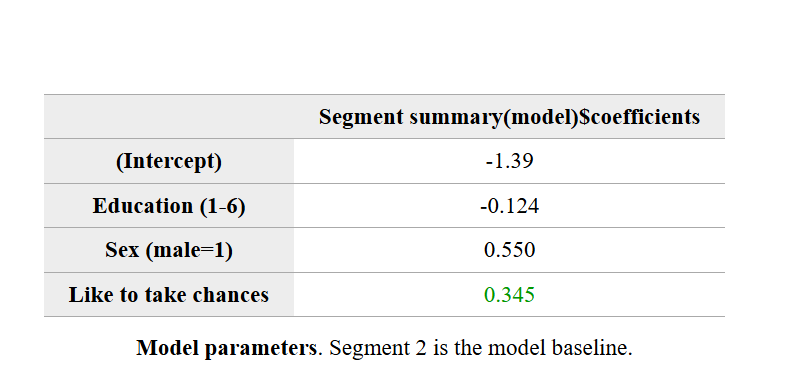 Segment summary(model)$coefficients
(Intercept) -1.39
Education (1-6) -0.124
Sex (male=1) 0.550
Like to take chances 0.345
Model parameters. Segment 2 is the model baseline.